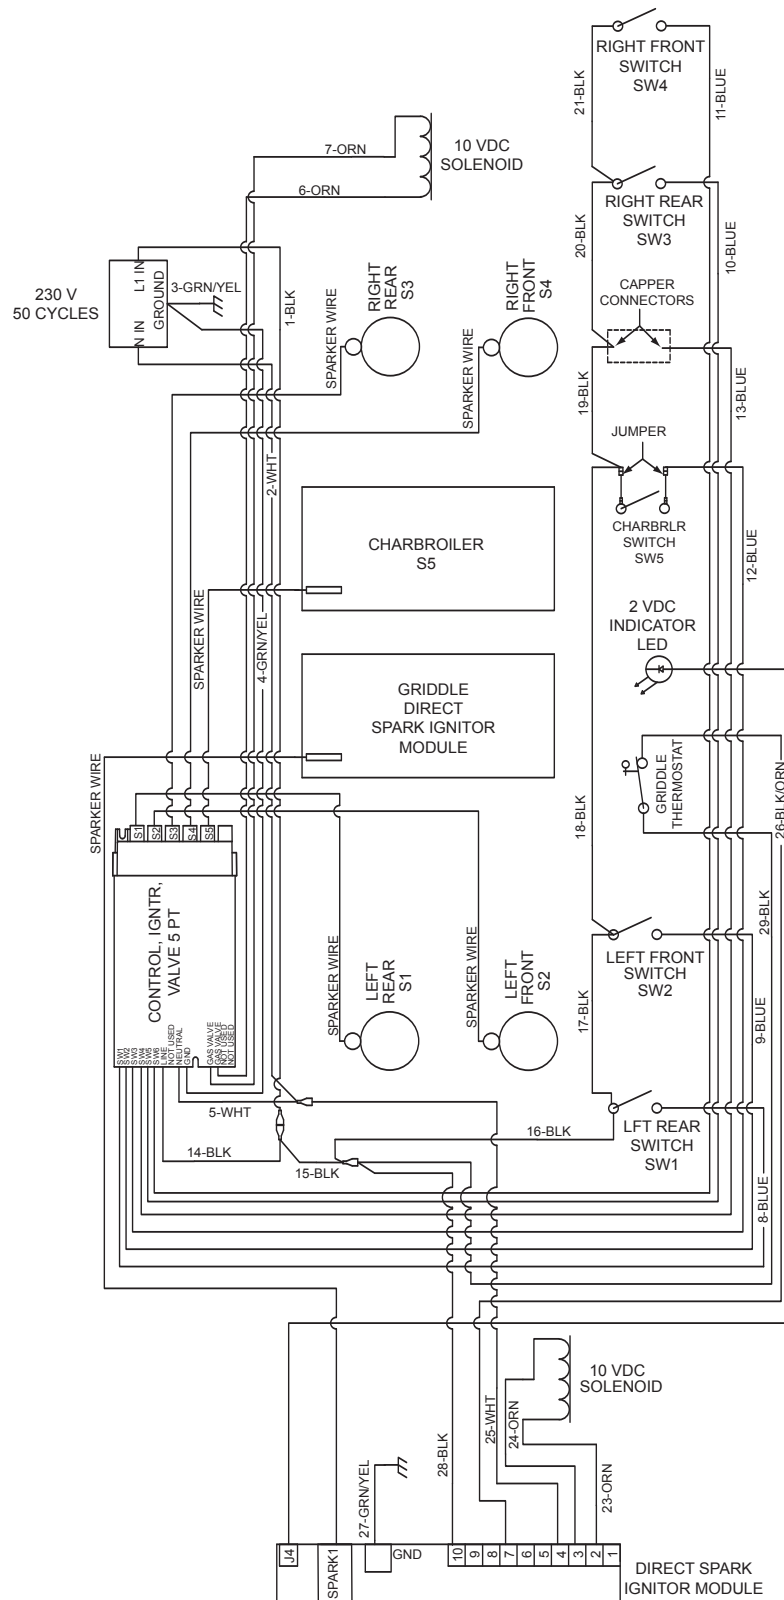 RIGHT FRONT
SWITCH
SW4
21-BLK
11-BLUE
7-ORN
10 VDC
SOLENOID
6-ORN
RIGHT REAR
SWITCH
SW3
20-BLK
10-BLUE
L1 IN
GROUND
N IN
3-GRN/YEL
230 V
50 CYCLES
1-BLK
RIGHT
REAR
S3
SPARKER WIRE
RIGHT
FRONT
S4
SPARKER WIRE
CAPPER
CONNECTORS
19-BLK
13-BLUE
JUMPER
2-WHT
CHARBROILER
S5
CHARBRLR
SWITCH
SW5
12-BLUE
SPARKER WIRE
4-GRN/YEL
2 VDC
INDICATOR
LED
GRIDDLE
DIRECT
SPARK IGNITOR
MODULE
SPARKER WIRE
GRIDDLE
THERMOSTAT
26-BLK/ORN
18-BLK
S1
S2
S3
S4
S5
CONTROL, IGNTR,
VALVE 5 PT
29-BLK
LEFT
REAR
S1
SPARKER WIRE
LEFT
FRONT
S2
SPARKER WIRE
LEFT FRONT
SWITCH
SW2
17-BLK
9-BLUE
SW1
SW2
SW3
SW4
SW5
SW6
LINE
NOT USED
NEUTRAL
GND
GAS VALVE
GAS VALVE
NOT USED
NOT USED
5-WHT
14-BLK
15-BLK
16-BLK
LFT REAR
SWITCH
SW1
8-BLUE
10 VDC
SOLENOID
25-WHT
24-ORN
28-BLK
23-ORN
27-GRN/YEL
J4
SPARK1
GND
10
9
8
7
6
5
4
3
2
1
DIRECT SPARK
IGNITOR MODULE